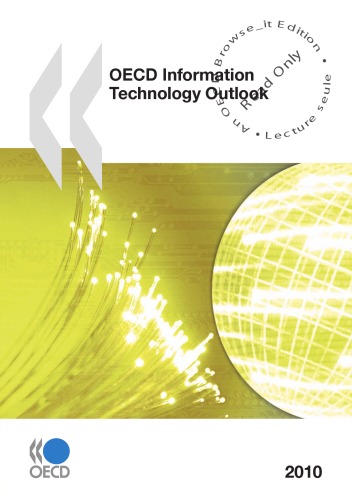 OECD Information
Technology Outlook
An OECD Browse_it Edition
Read Only
Lecture seule
OECD
2010